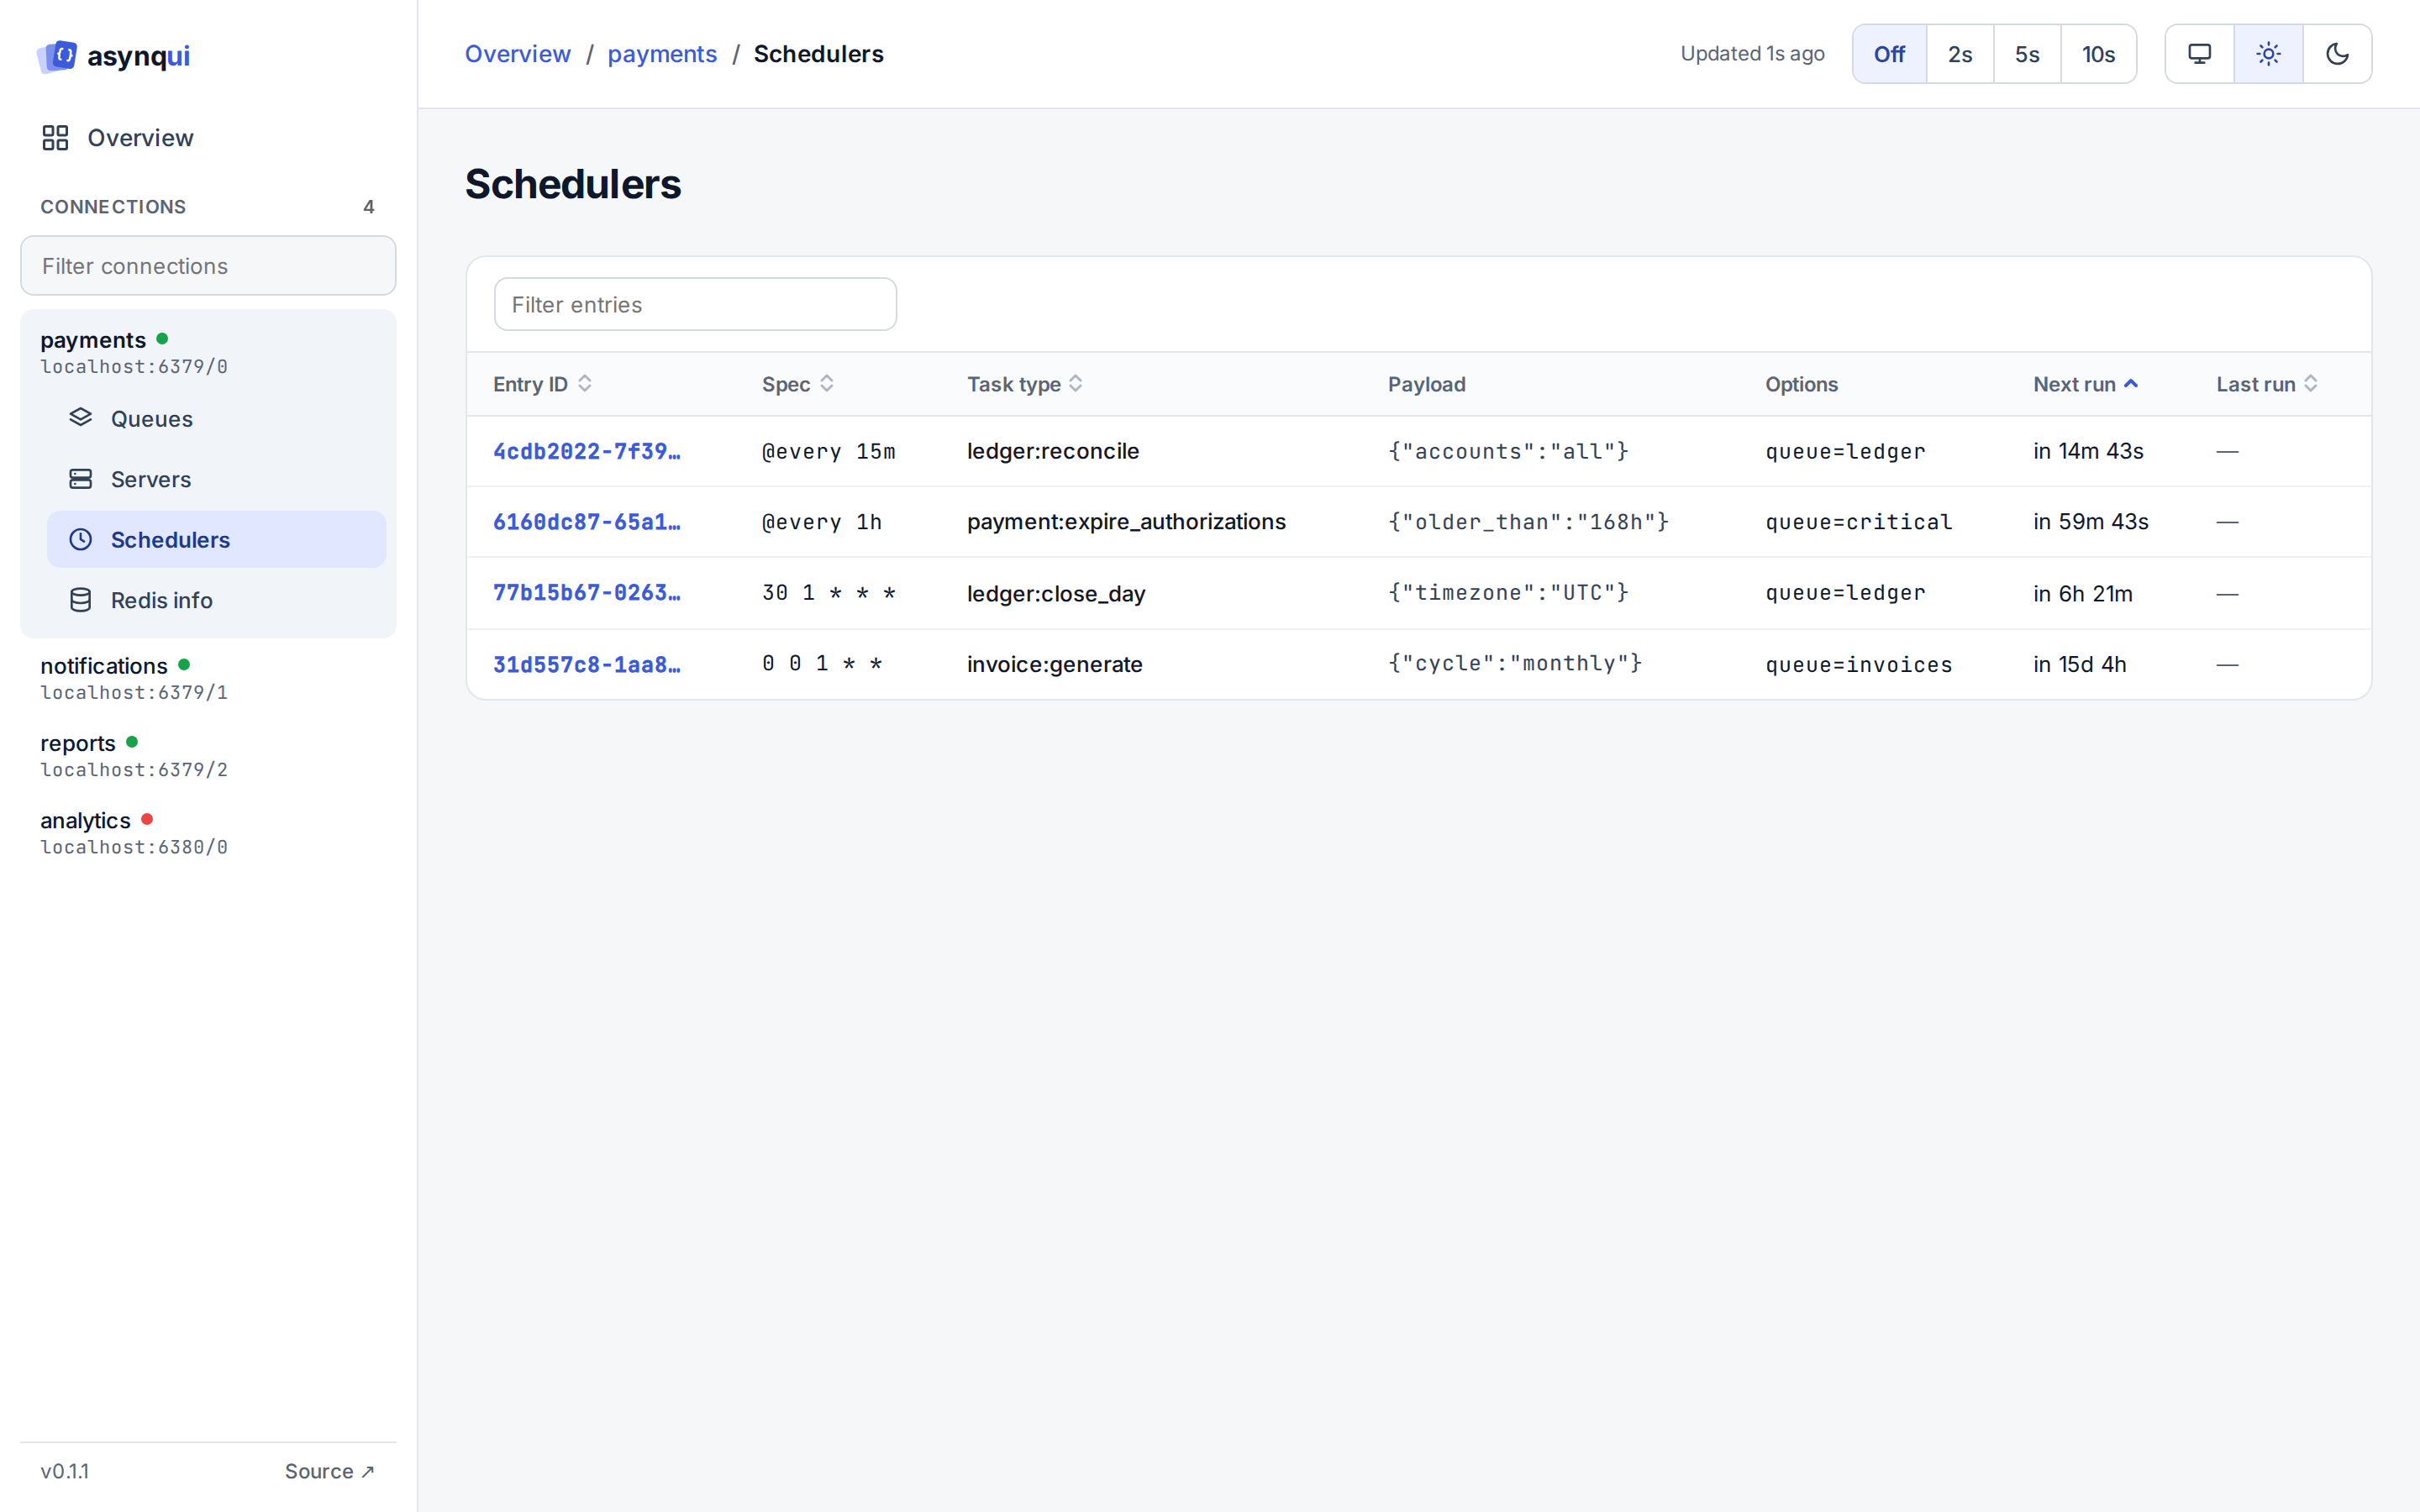 asynqui
Overview
CONNECTIONS 4
Filter connections
payments
localhost:6379/0
Queues
Servers
Schedulers
Redis info
notifications
localhost:6379/1
reports
localhost:6379/2
analytics
localhost:6380/0
v0.1.1 Source ↗
Overview / payments / Schedulers
Updated 1s ago Off 2s 5s 10s
Schedulers
Filter entries
Entry ID Spec Task type Payload Options Next run Last run
4cdb2022-7f39… @every 15m ledger:reconcile {"accounts":"all"} queue=ledger in 14m 43s —
6160dc87-65a1… @every 1h payment:expire_authorizations {"older_than":"168h"} queue=critical in 59m 43s —
77b15b67-0263… 30 1 * * * ledger:close_day {"timezone":"UTC"} queue=ledger in 6h 21m —
31d557c8-1aa8… 0 0 1 * * invoice:generate {"cycle":"monthly"} queue=invoices in 15d 4h —